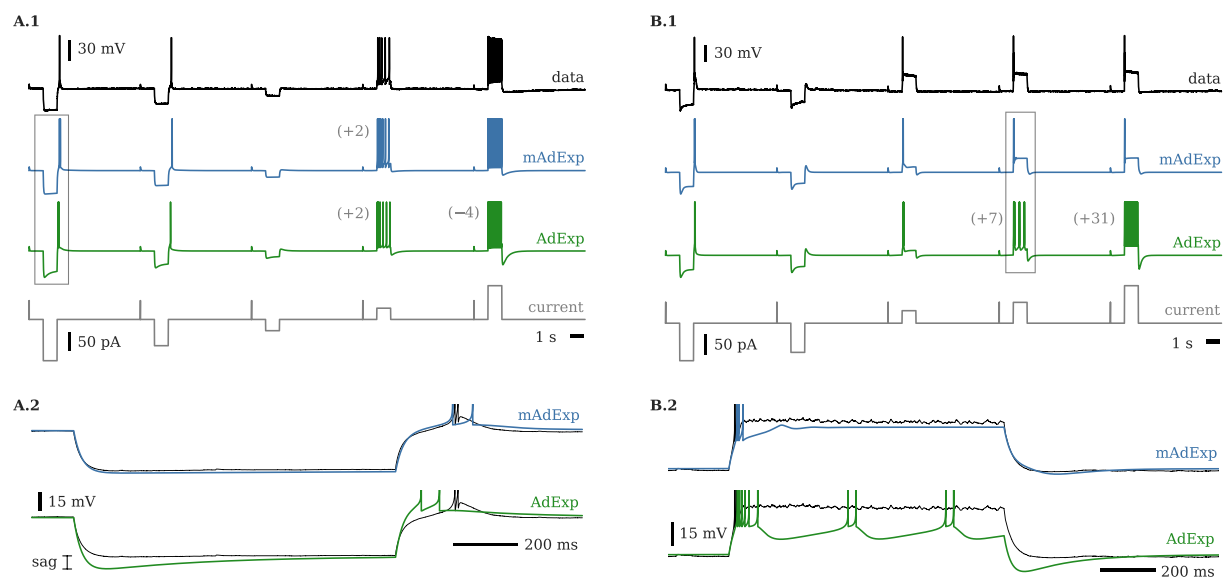 A.1
30 mV
data
(+2)
mAdExp
(+2)
(−4)
AdExp
current
50 pA
1 s
B.1
30 mV
data
mAdExp
(+7)
(+31)
AdExp
current
50 pA
1 s
A.2
mAdExp
15 mV
AdExp
sag
200 ms
B.2
mAdExp
15 mV
AdExp
200 ms